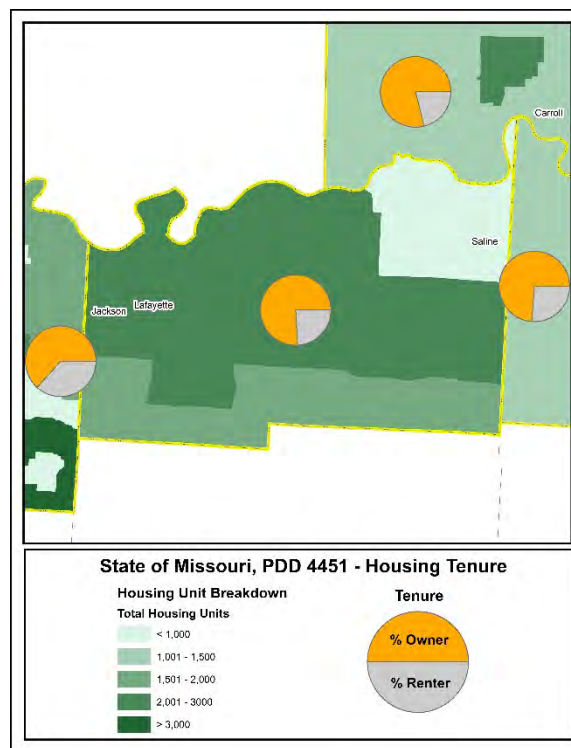 Carroll
Saline
Jackson
Lafayette
State of Missouri, PDD 4451 - Housing Tenure
Housing Unit Breakdown
Total Housing Units
< 1,000
1,001 - 1,500
1,501 - 2,000
2,001 - 3000
> 3,000
Tenure
% Owner
% Renter